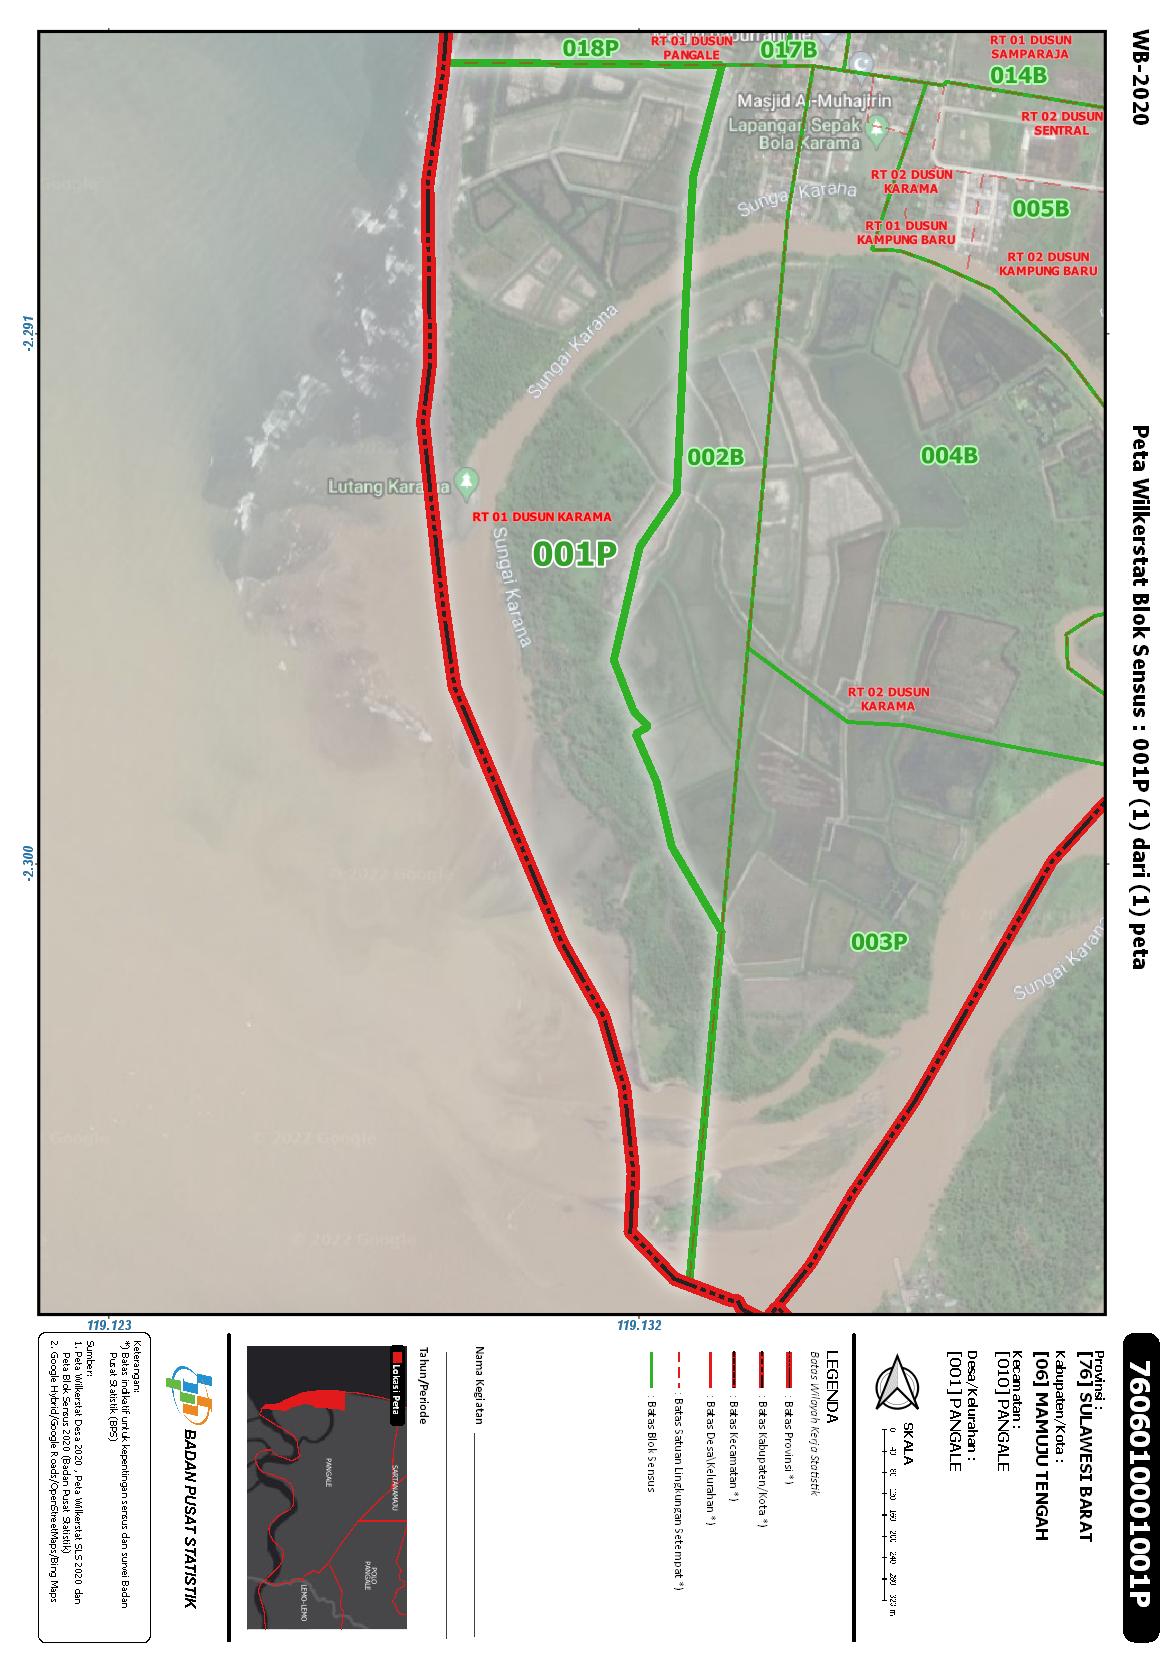 WB-2020
Peta Wilkerstat Blok Sensus : 001P (1) dari (1) peta
7606010001001P
018P
RT 01 DUSUN
PANGALE
017B
RT 01 DUSUN
SAMPARAJA
014B
Masjid Al-Muhajirin
Lapangan Sepak
Bola Karama
RT 02 DUSUN
SENTRAL
RT 02 DUSUN
KARAMA
005B
Sungai Karana
RT 01 DUSUN
KAMPUNG BARU
RT 02 DUSUN
KAMPUNG BARU
Google
-2.291
Sungai Karana
002B
004B
Lutang Karama
RT 01 DUSUN KARAMA
001P
Sungai Karana
RT 02 DUSUN
KARAMA
-2.300
© 2022 Google
003P
Sungai Karana
Google
© 2022 Google
© 2022 Google
119.123
119.132
Provinsi :
[76] SULAWESI BARAT
Kabupaten/Kota :
[06] MAMUJU TENGAH
Kecamatan :
[010] PANGALE
Desa/Kelurahan :
[001] PANGALE
SKALA
0 40 80 120 160 200 240 280 320 m
LEGENDA
Batas Wilayah Kerja Statistik
: Batas Provinsi *)
: Batas Kabupaten/Kota *)
: Batas Kecamatan *)
: Batas Desa\Kelurahan *)
: Batas Satuan Lingkungan Setempat *)
: Batas Blok Sensus
Nama Kegiatan
Tahun/Periode
Lokasi Peta
SARTANAMAJU
PANGALE
POLO
PANGALE
LEMO-LEMO
BADAN PUSAT STATISTIK
Keterangan:
*) Batas indikatif untuk kepentingan sensus dan survei Badan
Pusat Statistik (BPS)
Sumber:
1. Peta Wilkerstat Desa 2020 , Peta Wilkerstat SLS 2020 dan
Peta Blok Sensus 2020 (Badan Pusat Statistik)
2. Google Hybrid/Google Roads/OpenStreetMaps/Bing Maps